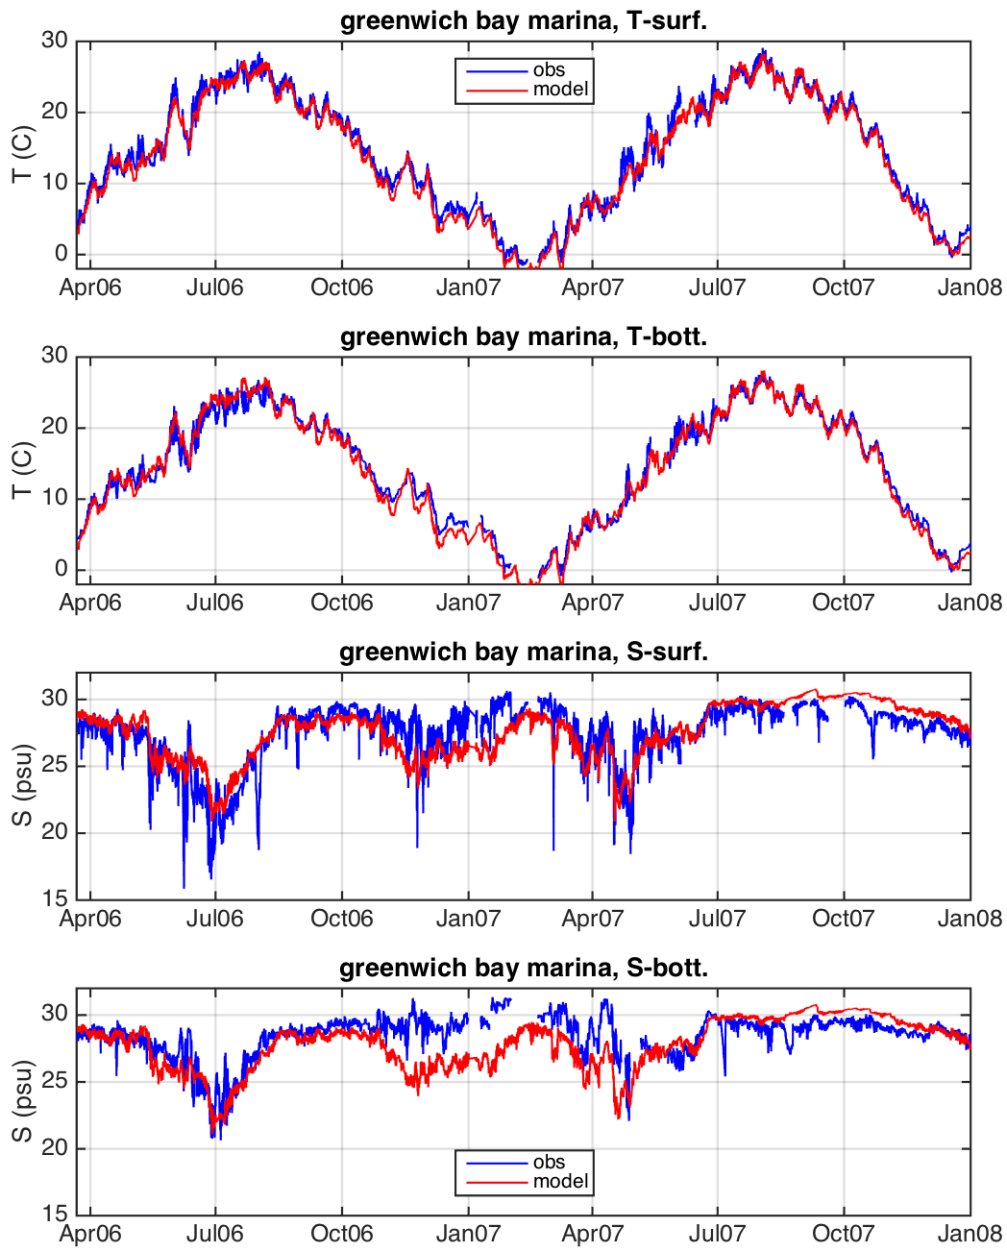 greenwich bay marina, T-surf.
30
20
10
0
T (C)
obs
model
Apr06 Jul06 Oct06 Jan07 Apr07 Jul07 Oct07 Jan08
greenwich bay marina, T-bott.
30
20
10
0
T (C)
Apr06 Jul06 Oct06 Jan07 Apr07 Jul07 Oct07 Jan08
greenwich bay marina, S-surf.
30
25
20
15
S (psu)
Apr06 Jul06 Oct06 Jan07 Apr07 Jul07 Oct07 Jan08
greenwich bay marina, S-bott.
30
25
20
15
S (psu)
obs
model
Apr06 Jul06 Oct06 Jan07 Apr07 Jul07 Oct07 Jan08